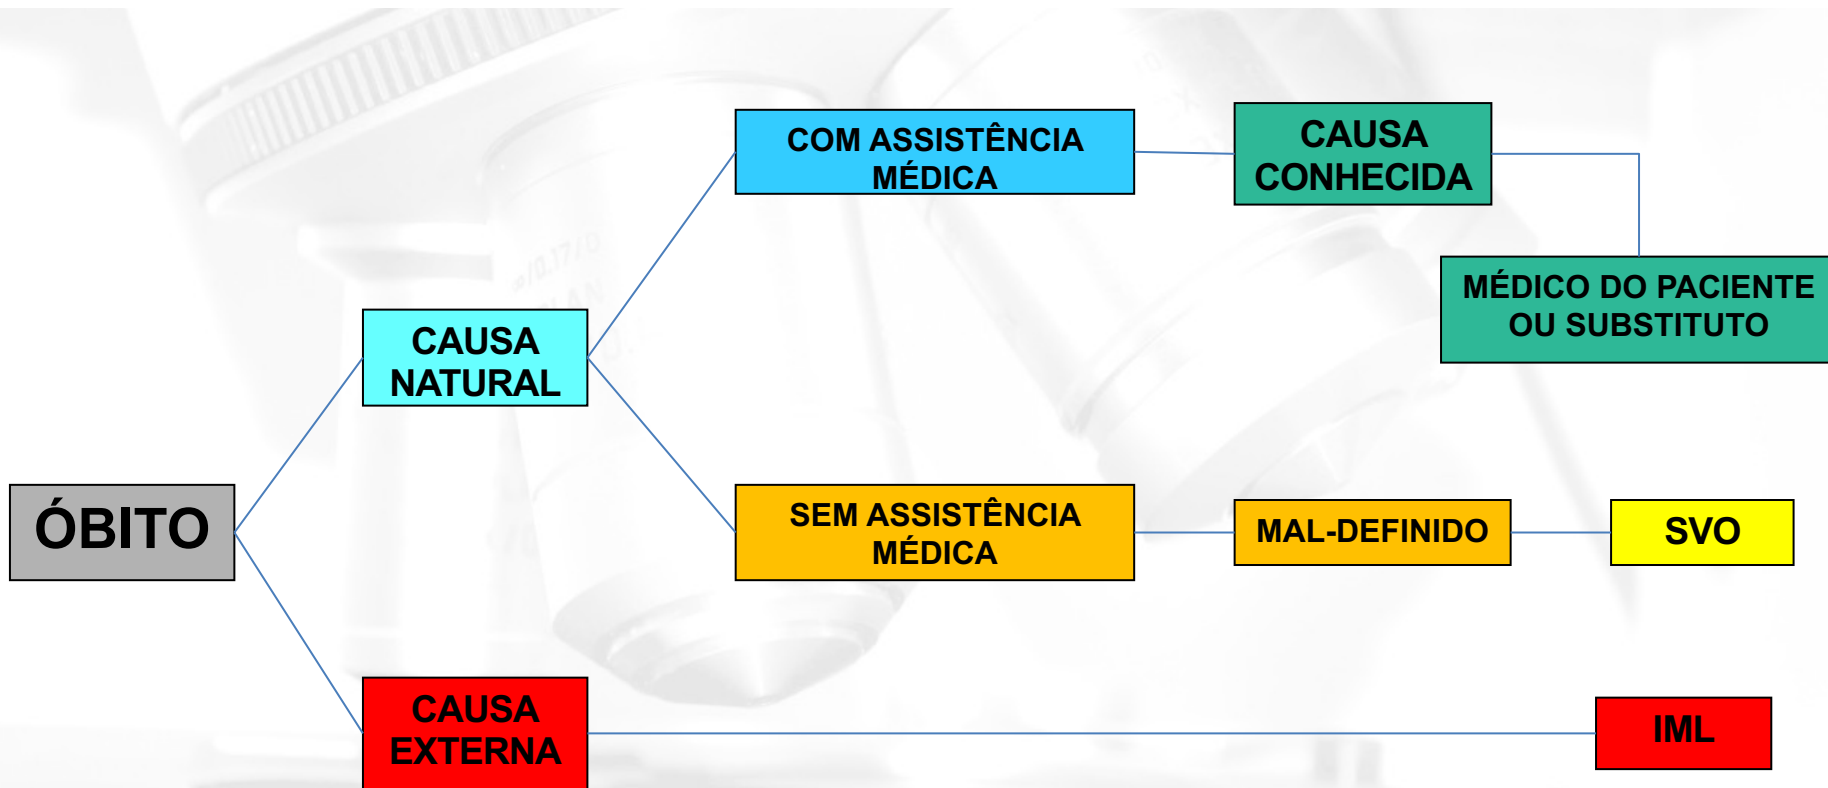 COM ASSISTÊNCIA
MÉDICA
CAUSA
CONHECIDA
MÉDICO DO PACIENTE
OU SUBSTITUTO
CAUSA
NATURAL
ÓBITO
SEM ASSISTÊNCIA
MÉDICA
MAL-DEFINIDO
SVO
CAUSA
EXTERNA
IML